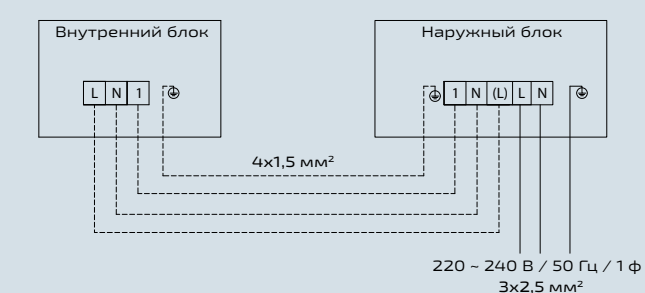 Внутренний блок
Наружный блок
L N 1
1 N (L) L N
4x1,5 мм²
220 ~ 240 В / 50 Гц / 1 ф
3x2,5 мм²